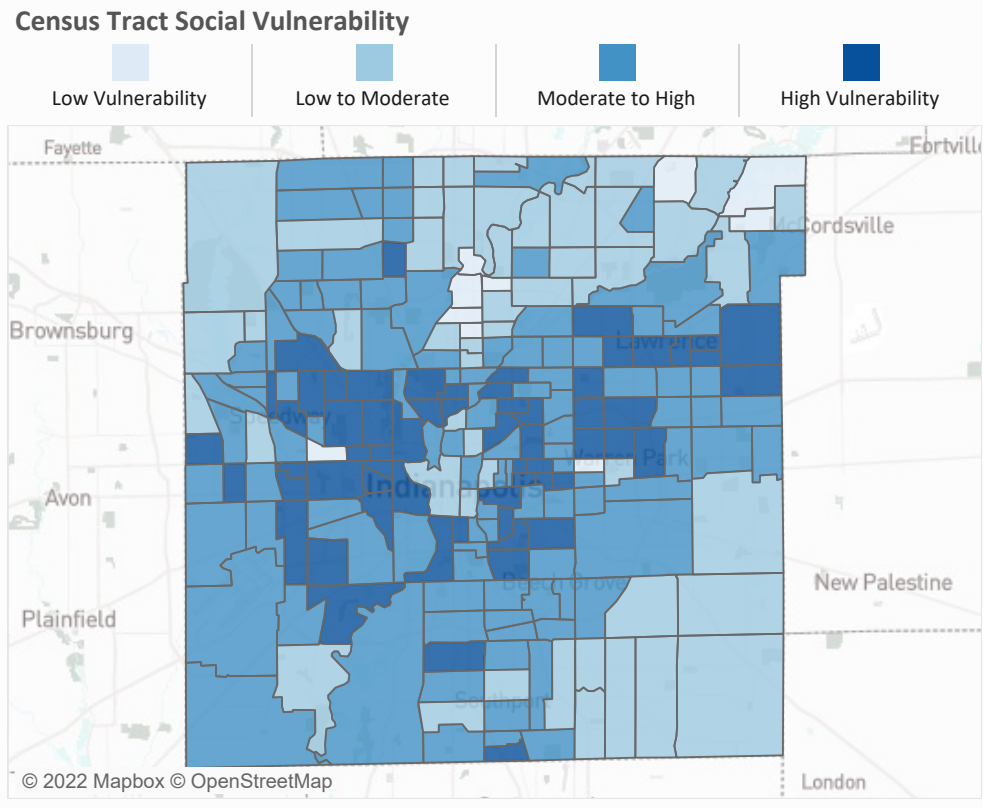 Census Tract Social Vulnerability
Low Vulnerability
Low to Moderate
Moderate to High
High Vulnerability
Fayette
Fortville
McCordsville
Brownsburg
Lawrence
Speedway
Warren Park
Indianapolis
Avon
Beech Grove
New Palestine
Plainfield
Southport
© 2022 Mapbox © OpenStreetMap
London